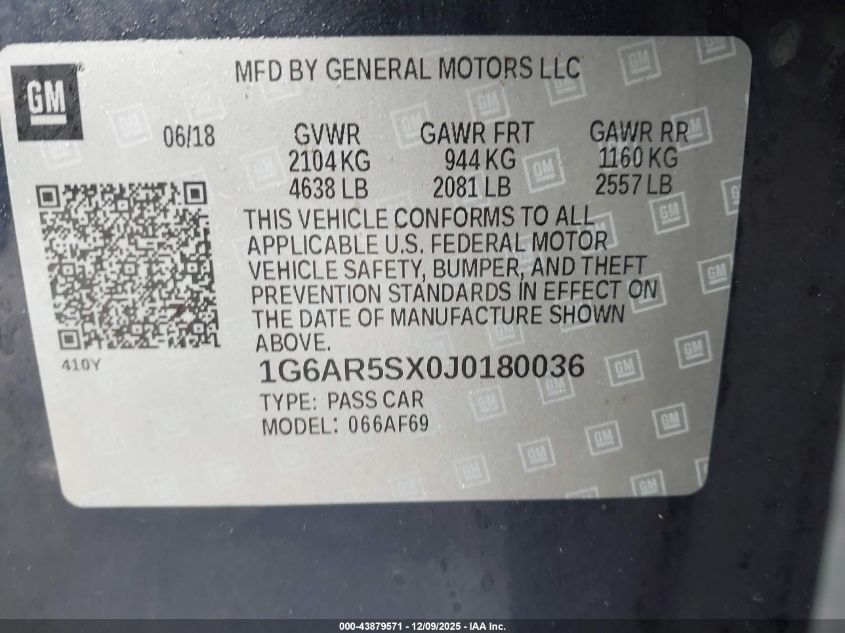 GM
MFD BY GENERAL MOTORS LLC
06/18 GVWR GAWR FRT GAWR RR
2104 KG 944 KG 1160 KG
4638 LB 2081 LB 2557 LB
THIS VEHICLE CONFORMS TO ALL
APPLICABLE U.S. FEDERAL MOTOR
VEHICLE SAFETY, BUMPER, AND THEFT
PREVENTION STANDARDS IN EFFECT ON
THE DATE OF MANUFACTURE SHOWN
ABOVE.
410Y
1G6AR5SX0J0180036
TYPE: PASS CAR
MODEL: 066AF69
000-43879571 | 12/09/2025 - IAA Inc.